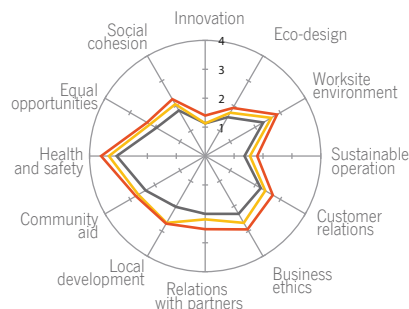 Innovation
Eco-design
Worksite
environment
Sustainable
operation
Customer
relations
Business
ethics
Relations
with partners
Local
development
Community
aid
Health
and safety
Equal
opportunities
Social
cohesion
4
3
2
1